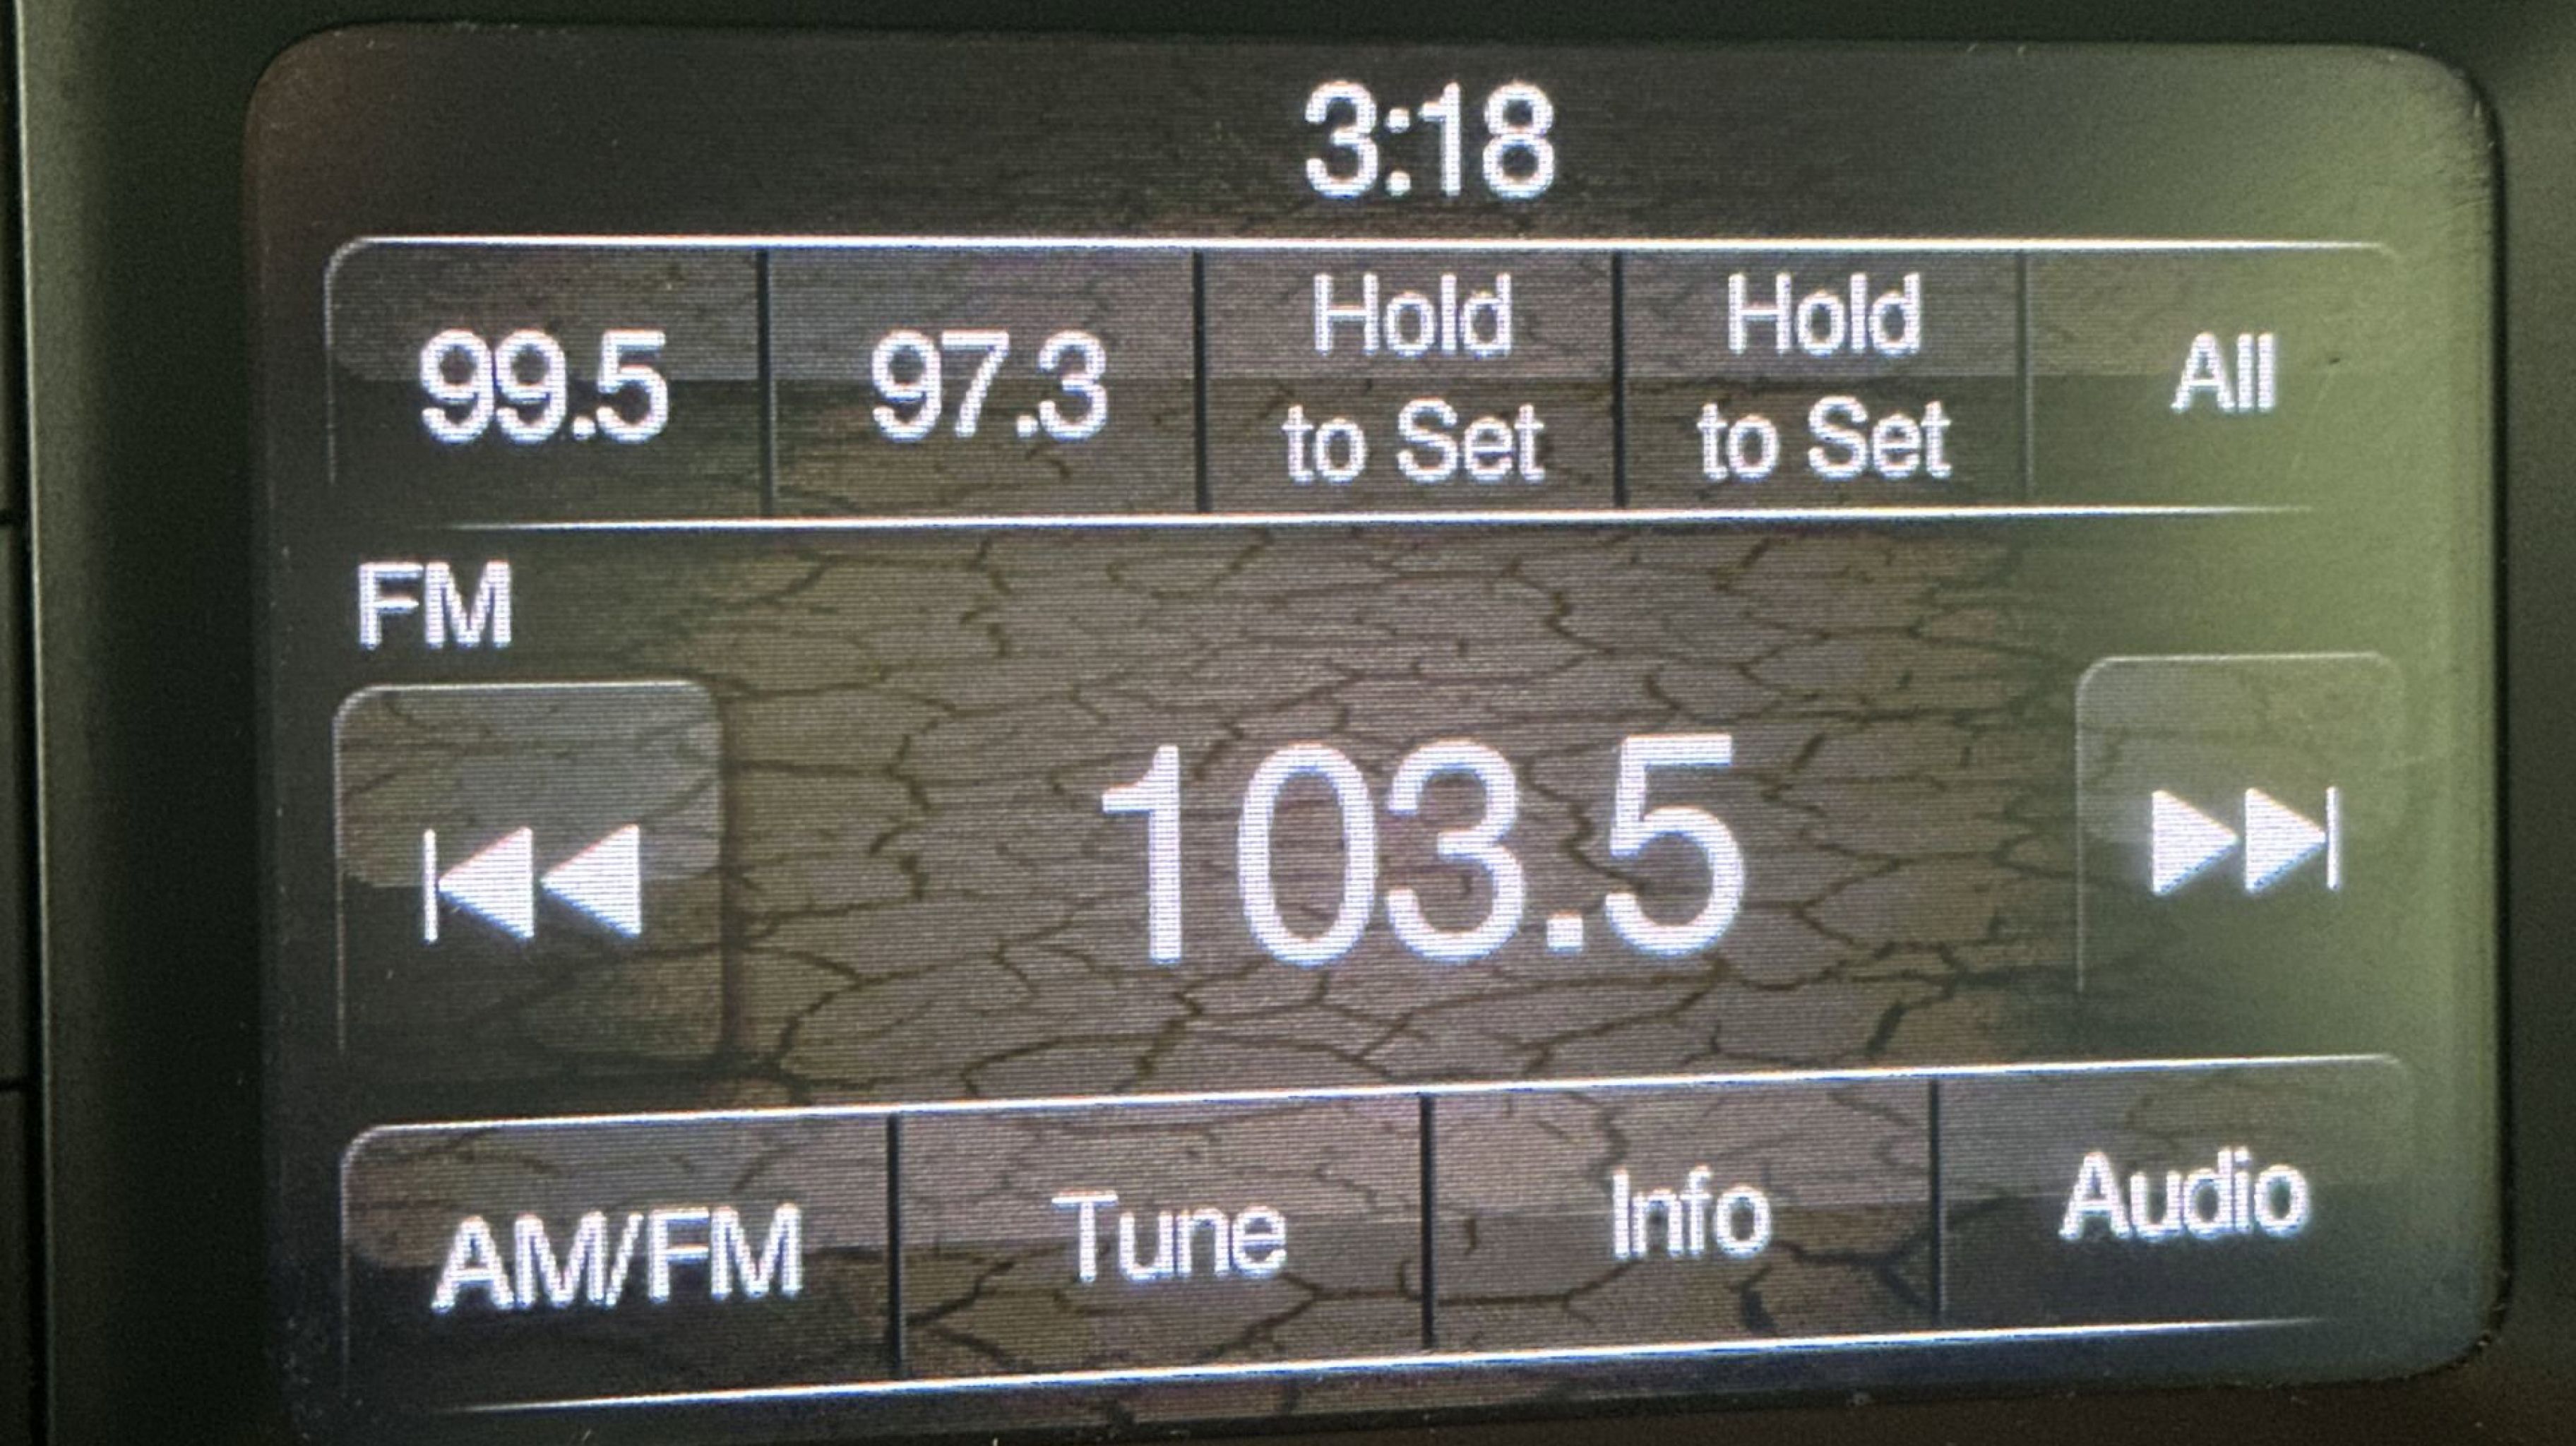 3:18
99.5 97.3 Hold to Set Hold to Set All
FM
103.5
AM/FM Tune Info Audio